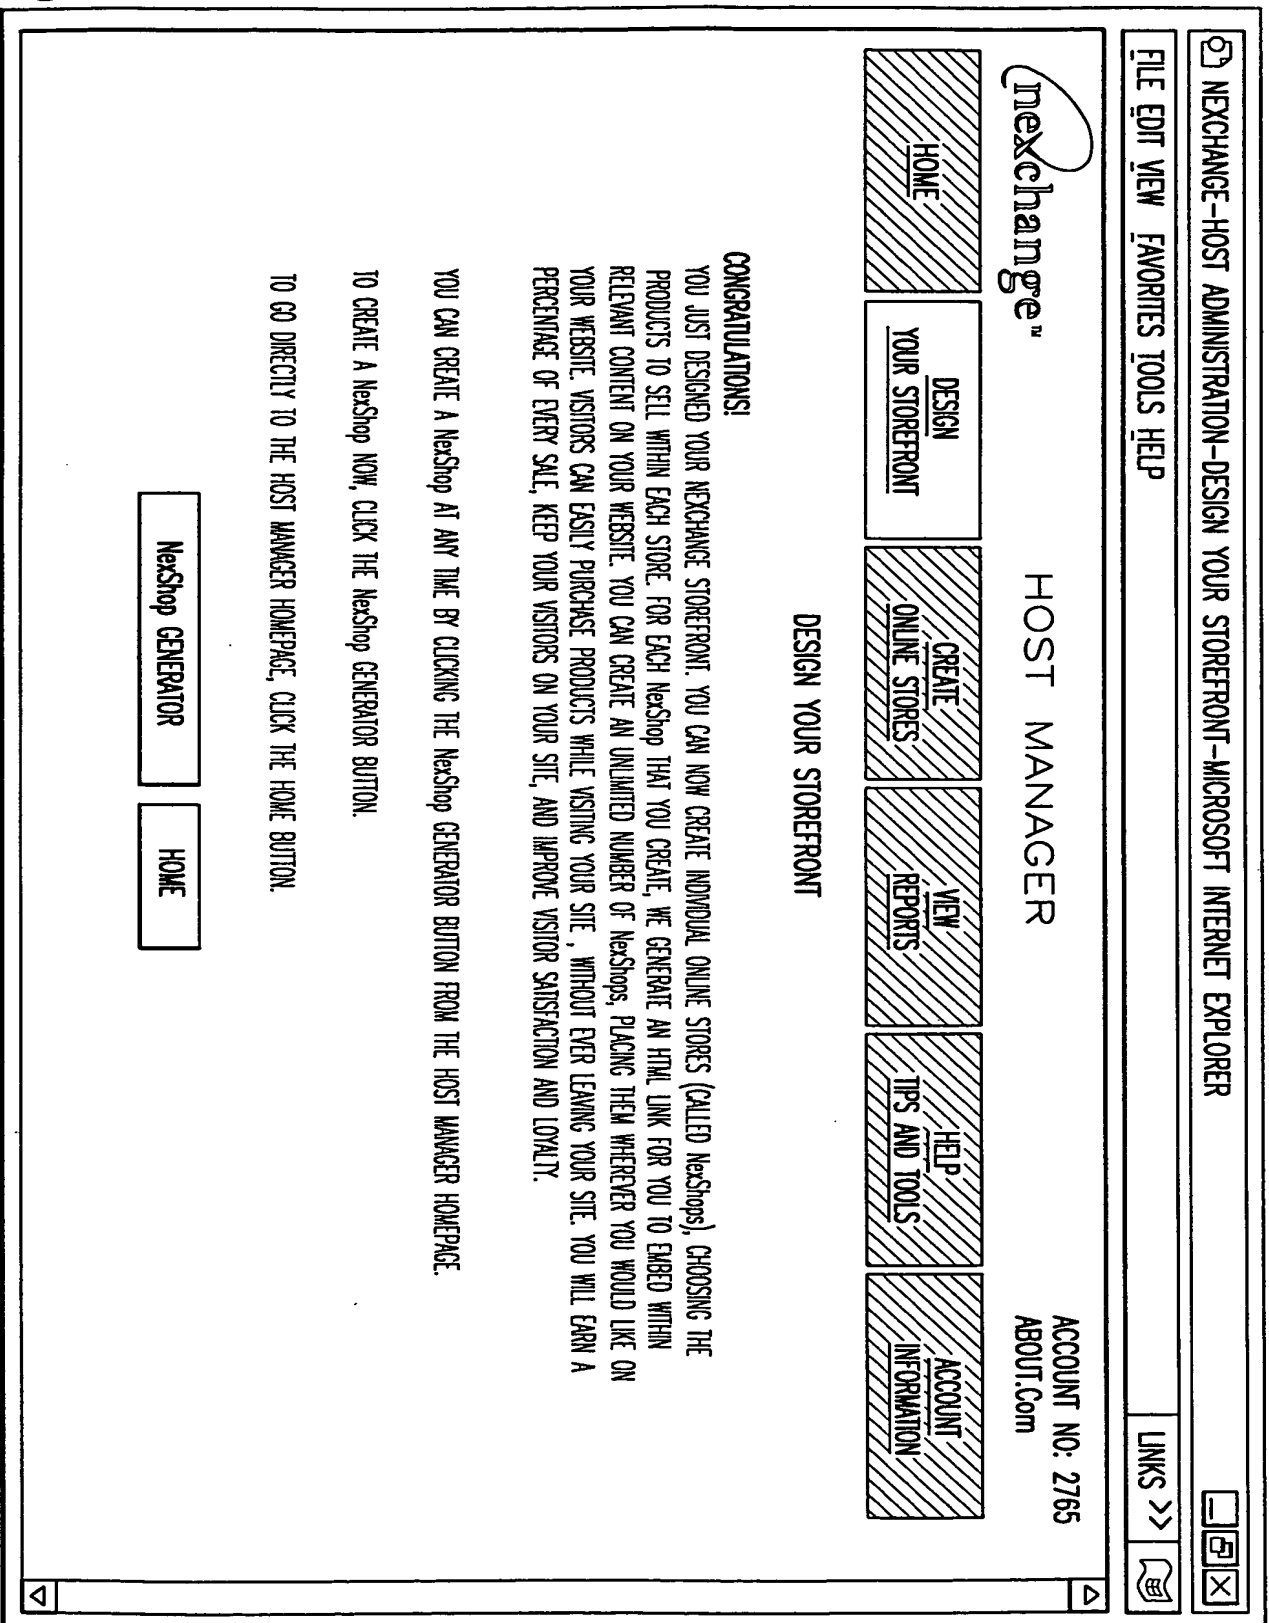 NEXCHANGE-HOST ADMINISTRATION-DESIGN YOUR STOREFRONT-MICROSOFT INTERNET EXPLORER
FILE EDIT VIEW FAVORITES TOOLS HELP
LINKS >>
nexchange™
HOST MANAGER
ACCOUNT NO: 2765
ABOUT.Com
HOME
DESIGN
YOUR STOREFRONT
CREATE
ONLINE STORES
VIEW
REPORTS
HELP
TIPS AND TOOLS
ACCOUNT
INFORMATION
DESIGN YOUR STOREFRONT
CONGRATULATIONS!
YOU JUST DESIGNED YOUR NEXCHANGE STOREFRONT. YOU CAN NOW CREATE INDIVIDUAL ONLINE STORES (CALLED NexShops), CHOOSING THE
PRODUCTS TO SELL WITHIN EACH STORE. FOR EACH NexShop THAT YOU CREATE, WE GENERATE AN HTML LINK FOR YOU TO EMBED WITHIN
RELEVANT CONTENT ON YOUR WEBSITE. YOU CAN CREATE AN UNLIMITED NUMBER OF NexShops, PLACING THEM WHEREVER YOU WOULD LIKE ON
YOUR WEBSITE. VISITORS CAN EASILY PURCHASE PRODUCTS WHILE VISITING YOUR SITE , WITHOUT EVER LEAVING YOUR SITE. YOU WILL EARN A
PERCENTAGE OF EVERY SALE, KEEP YOUR VISITORS ON YOUR SITE, AND IMPROVE VISITOR SATISFACTION AND LOYALTY.
YOU CAN CREATE A NexShop AT ANY TIME BY CLICKING THE NexShop GENERATOR BUTTON FROM THE HOST MANAGER HOMEPAGE.
TO CREATE A NexShop NOW, CLICK THE NexShop GENERATOR BUTTON.
TO GO DIRECTLY TO THE HOST MANAGER HOMEPAGE, CLICK THE HOME BUTTON.
NexShop GENERATOR
HOME